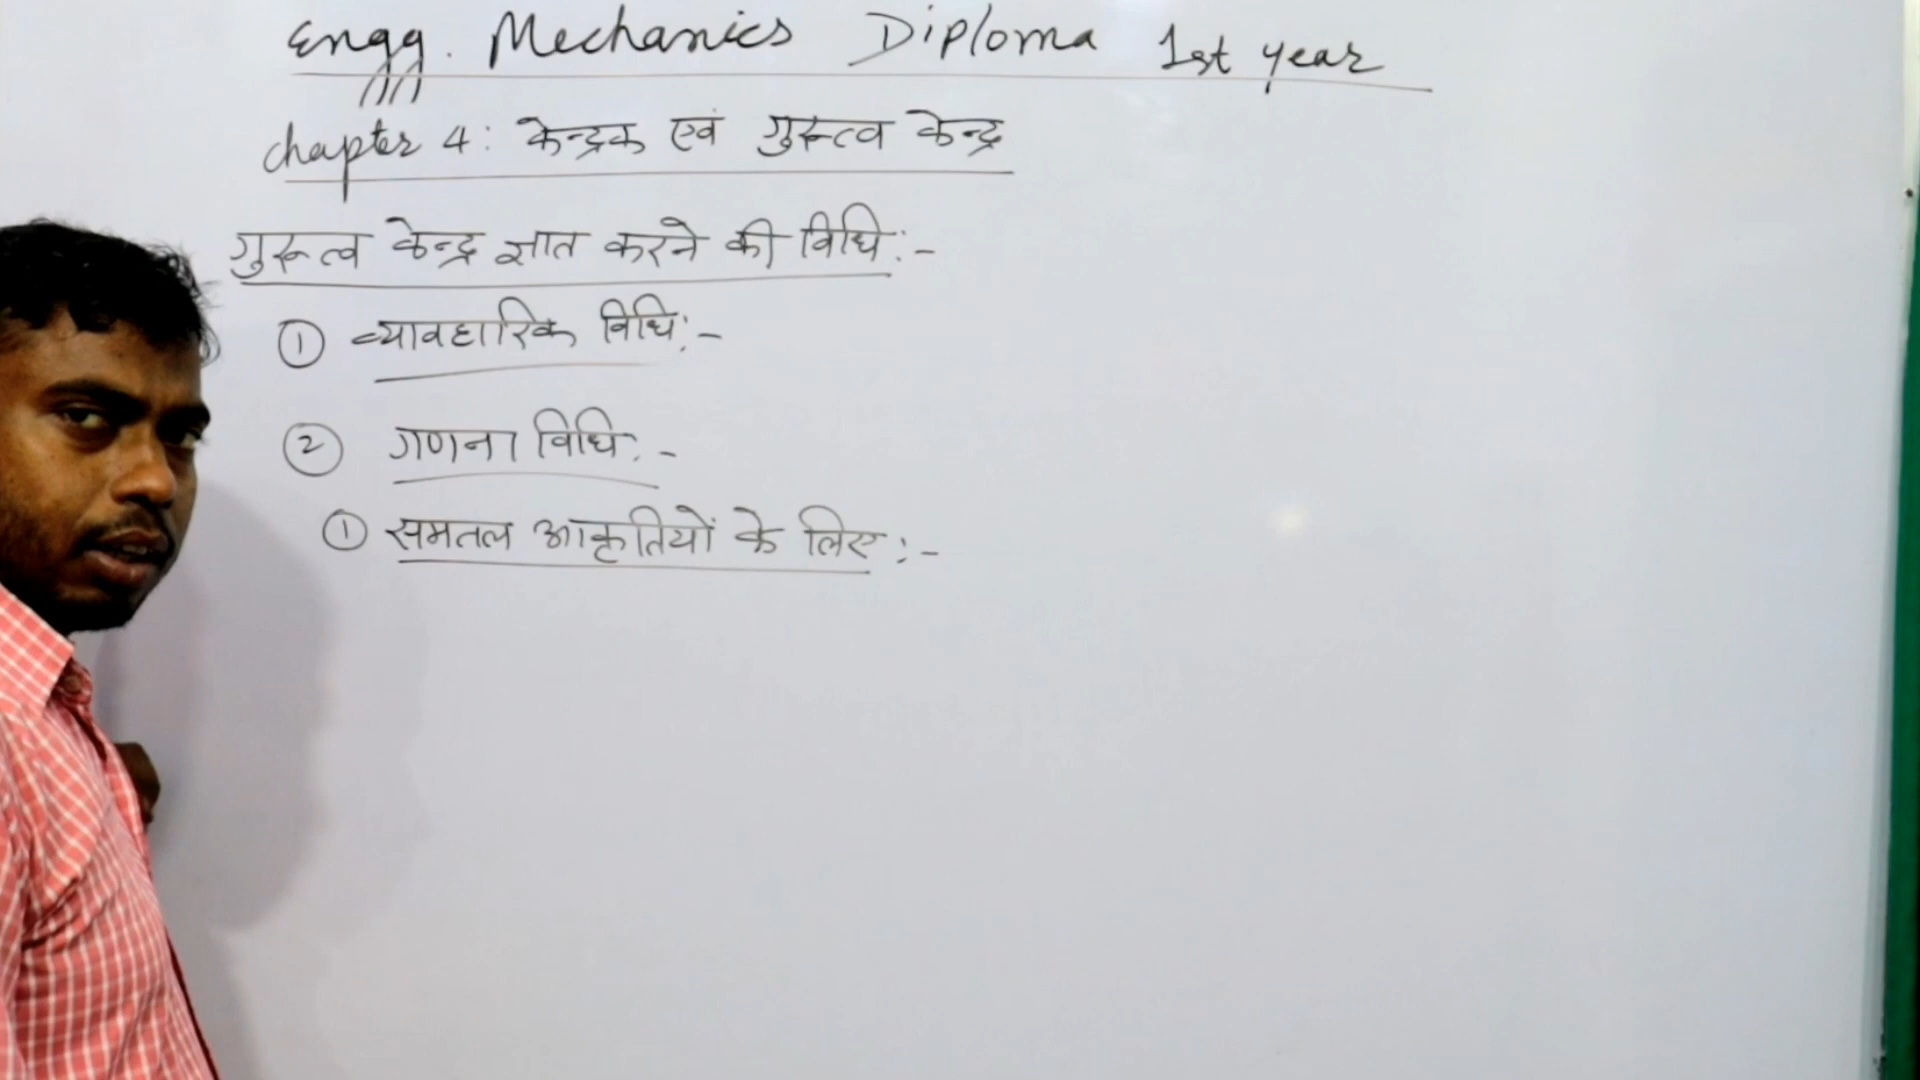 Engg. Mechanics Diploma 1st year
chapter 4: केन्द्रक एवं गुरूत्व केन्द्र
गुरूत्व केन्द्र ज्ञात करने की विधि:-
① व्यावहारिक विधि:-
② गणना विधि:-
① समतल आकृतियों के लिए:-